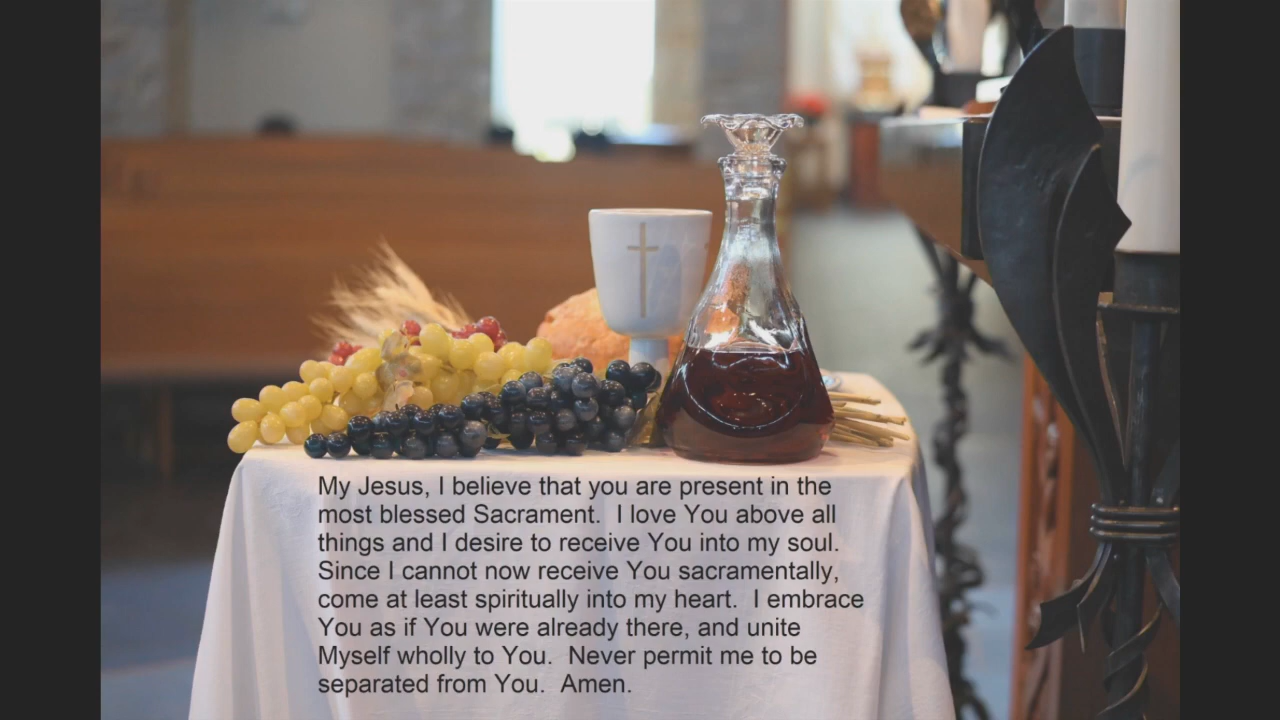 My Jesus, I believe that you are present in the
most blessed Sacrament.  I love You above all
things and I desire to receive You into my soul.
Since I cannot now receive You sacramentally,
come at least spiritually into my heart.  I embrace
You as if You were already there, and unite
Myself wholly to You.  Never permit me to be
separated from You.  Amen.